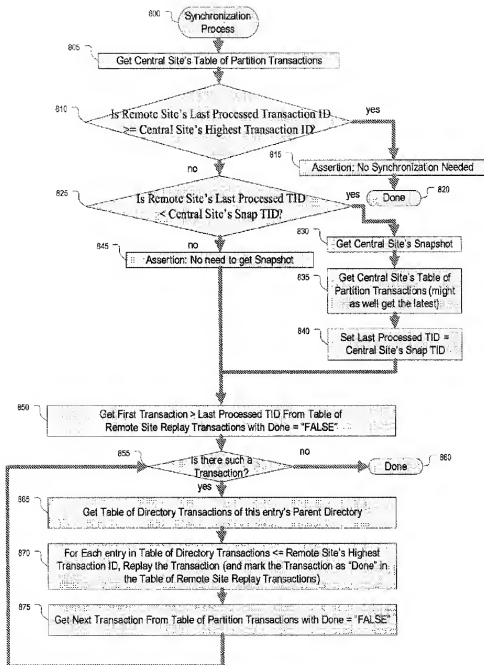 800
Synchronization
Process
805
Get Central Site's Table of Partition Transactions
810
Is Remote Site's Last Processed Transaction ID
>= Central Site's Highest Transaction ID?
yes
no
815
Assertion: No Synchronization Needed
Done
820
825
Is Remote Site's Last Processed TID
< Central Site's Snap TID?
yes
no
830
Get Central Site's Snapshot
845
Assertion: No need to get Snapshot
835
Get Central Site's Table of
Partition Transactions (might
as well get the latest)
840
Set Last Processed TID =
Central Site's Snap TID
850
Get First Transaction > Last Processed TID From Table of
Remote Site Replay Transactions with Done = "FALSE"
855
Is there such a
Transaction?
no
Done
860
yes
865
Get Table of Directory Transactions of this entry's Parent Directory
870
For Each entry in Table of Directory Transactions <= Remote Site's Highest
Transaction ID, Replay the Transaction (and mark the Transaction as "Done" in
the Table of Remote Site Replay Transactions)
875
Get Next Transaction From Table of Partition Transactions with Done = "FALSE"